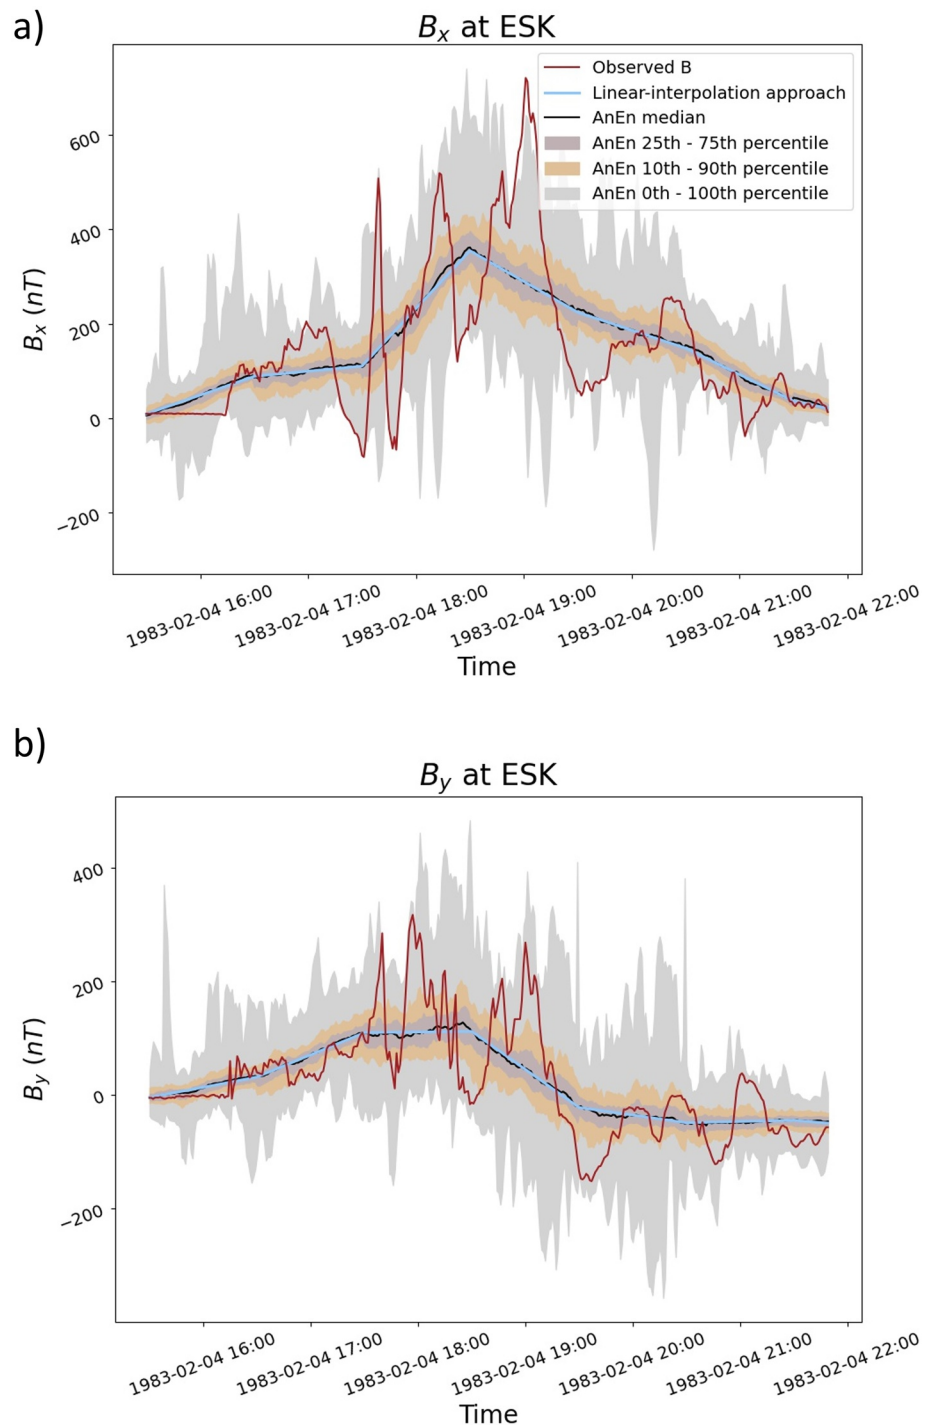 a)
Bₓ at ESK
Observed B
Linear-interpolation approach
AnEn median
AnEn 25th - 75th percentile
AnEn 10th - 90th percentile
AnEn 0th - 100th percentile
600
400
200
0
−200
Bₓ (nT)
1983-02-04 16:00
1983-02-04 17:00
1983-02-04 18:00
1983-02-04 19:00
1983-02-04 20:00
1983-02-04 21:00
1983-02-04 22:00
Time
b)
B_y at ESK
400
200
0
−200
B_y (nT)
1983-02-04 16:00
1983-02-04 17:00
1983-02-04 18:00
1983-02-04 19:00
1983-02-04 20:00
1983-02-04 21:00
1983-02-04 22:00
Time